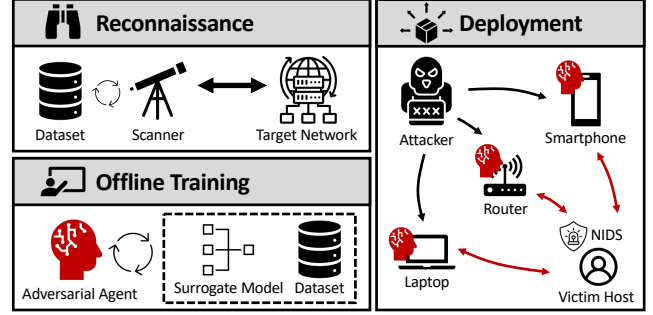 Reconnaissance
Dataset
Scanner
Target Network
Offline Training
Adversarial Agent
Surrogate Model
Dataset
Deployment
xxx
Attacker
Smartphone
Router
NIDS
Laptop
Victim Host